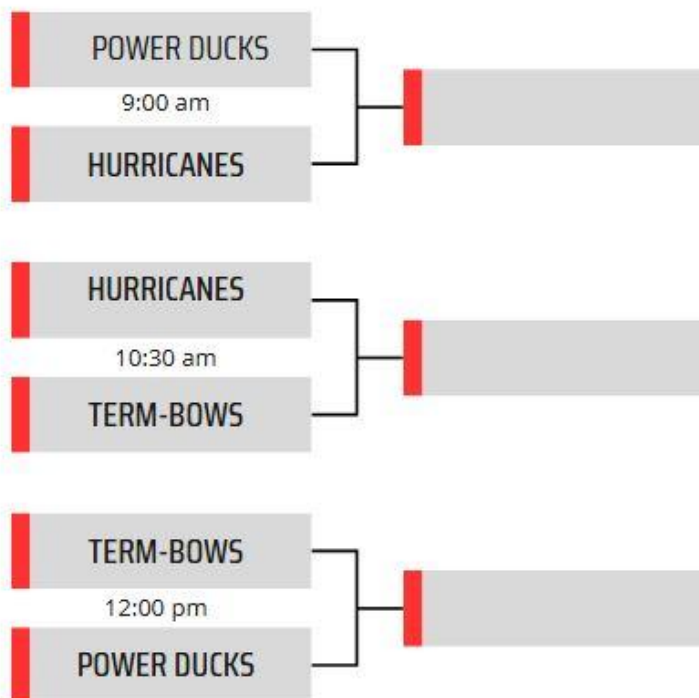 POWER DUCKS
9:00 am
HURRICANES
HURRICANES
10:30 am
TERM-BOWS
TERM-BOWS
12:00 pm
POWER DUCKS